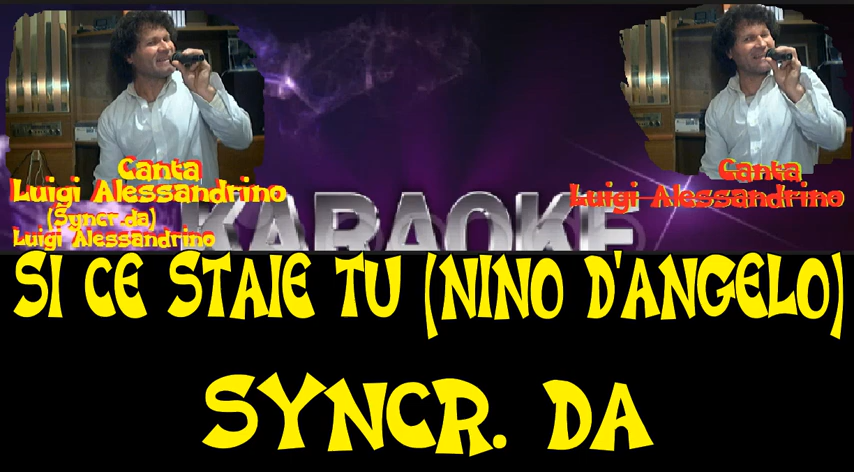 Canta
Luigi Alessandrino
(Syncr.da)
Luigi Alessandrino
Canta
Luigi Alessandrino
KARAOKE
SI CE STAIE TU (NINO D'ANGELO)
SYNCR. DA